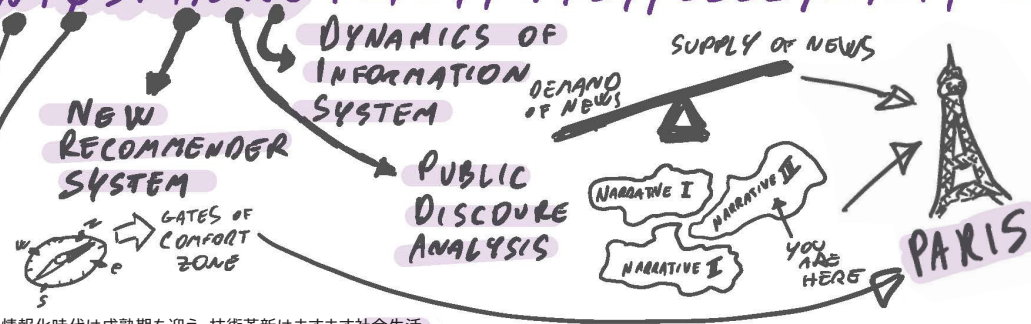 DYNAMICS OF
INFORMATION
SYSTEM
SUPPLY OF NEWS
DEMAND
OF NEWS
NEW
RECOMMENDER
SYSTEM
PUBLIC
DISCOURE
ANALYSIS
NARRATIVE I
NARRATIVE III
NARRATIVE II
YOU
ARE
HERE
PARIS
N
W
e
S
GATES OF
COMFORT
ZONE